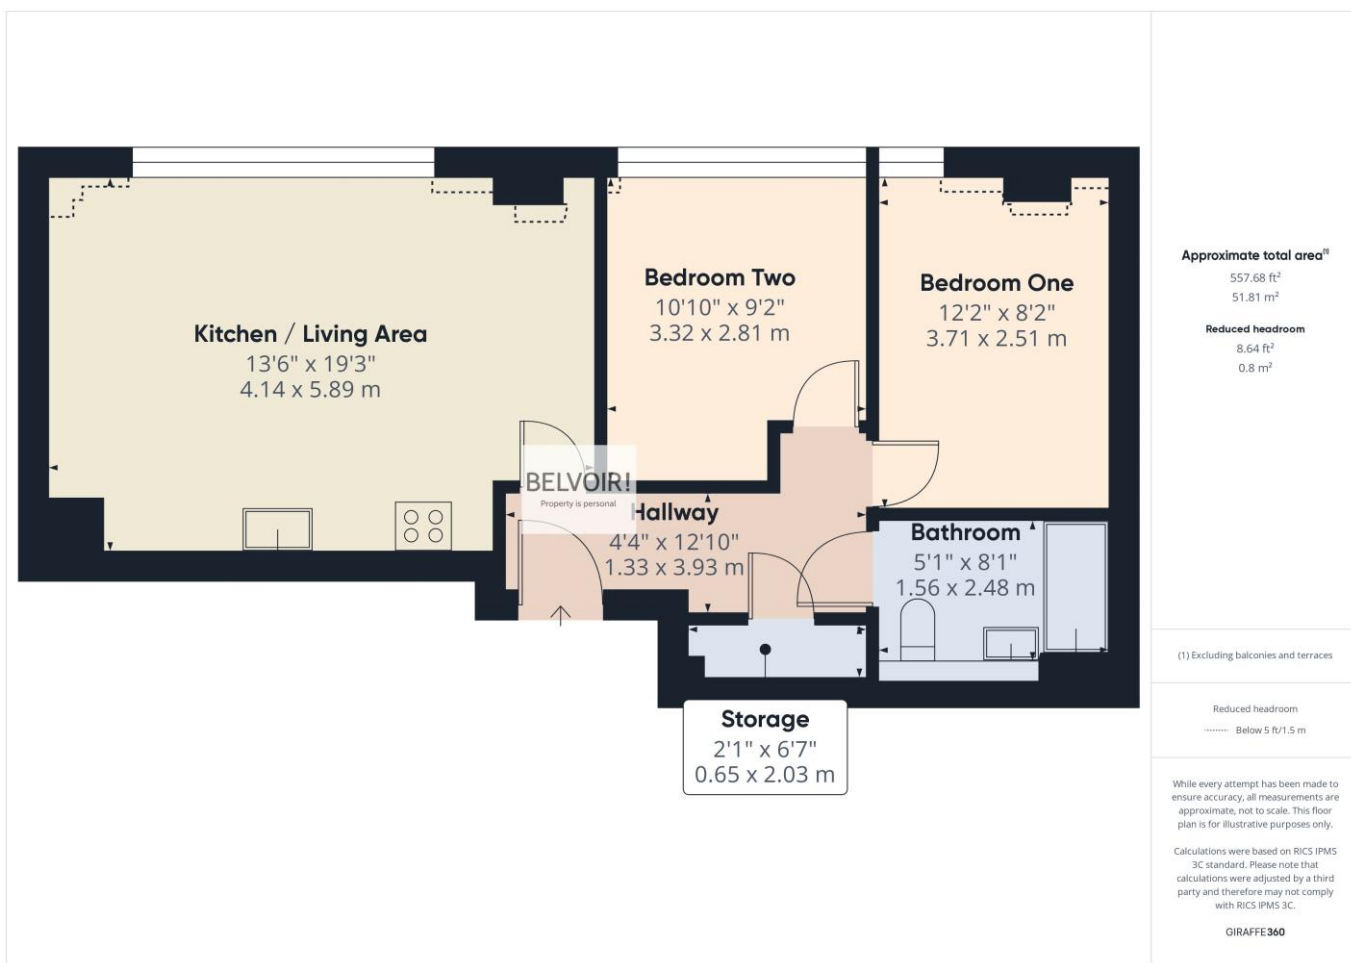 Kitchen / Living Area
13'6" x 19'3"
4.14 x 5.89 m
Bedroom Two
10'10" x 9'2"
3.32 x 2.81 m
Bedroom One
12'2" x 8'2"
3.71 x 2.51 m
BELVOIR!
Property is personal
Hallway
4'4" x 12'10"
1.33 x 3.93 m
Bathroom
5'1" x 8'1"
1.56 x 2.48 m
Storage
2'1" x 6'7"
0.65 x 2.03 m
Approximate total area(1)
557.68 ft²
51.81 m²
Reduced headroom
8.64 ft²
0.8 m²
(1) Excluding balconies and terraces
Reduced headroom
Below 5 ft/1.5 m
While every attempt has been made to
ensure accuracy, all measurements are
approximate, not to scale. This floor
plan is for illustrative purposes only.
Calculations were based on RICS IPMS
3C standard. Please note that
calculations were adjusted by a third
party and therefore may not comply
with RICS IPMS 3C.
GIRAFFE360